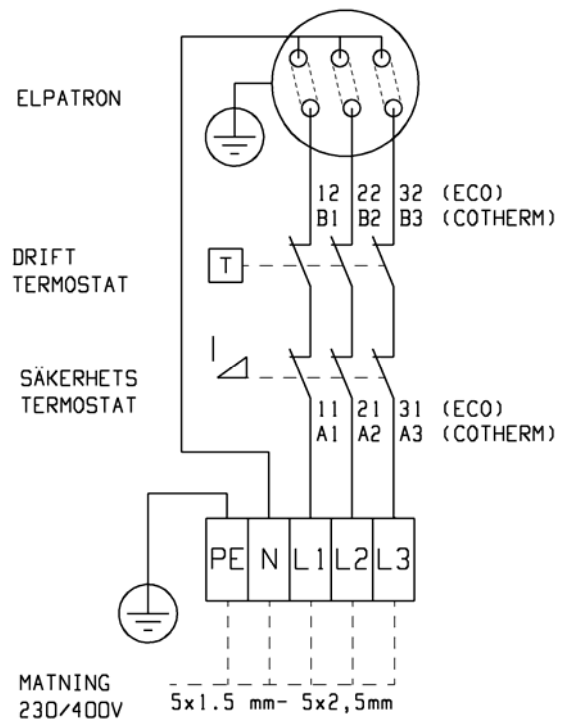 ELPATRON
12 22 32 (ECO)
B1 B2 B3 (COTHERM)
DRIFT
TERMOSTAT
T
SÄKERHETS
TERMOSTAT
11 21 31 (ECO)
A1 A2 A3 (COTHERM)
PE N L1 L2 L3
MATNING
230/400V
5x1.5 mm- 5x2,5mm